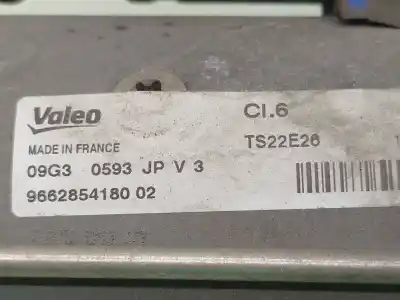 Valeo
CI.6
MADE IN FRANCE
TS22E26
09G3 0593 JP V 3
9662854180 02